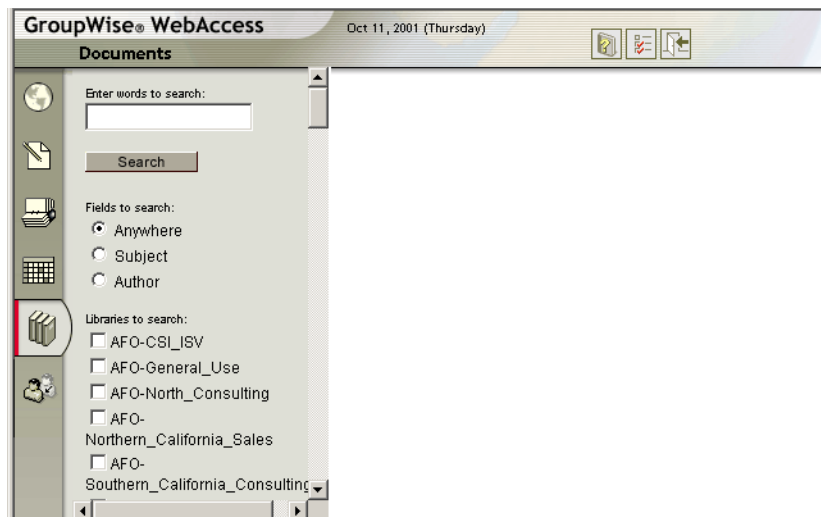 GroupWise® WebAccess
Oct 11, 2001 (Thursday)
Documents
Enter words to search:
Search
Fields to search:
Anywhere
Subject
Author
Libraries to search:
AFO-CSI_ISV
AFO-General_Use
AFO-North_Consulting
AFO-
Northern_California_Sales
AFO-
Southern_California_Consulting